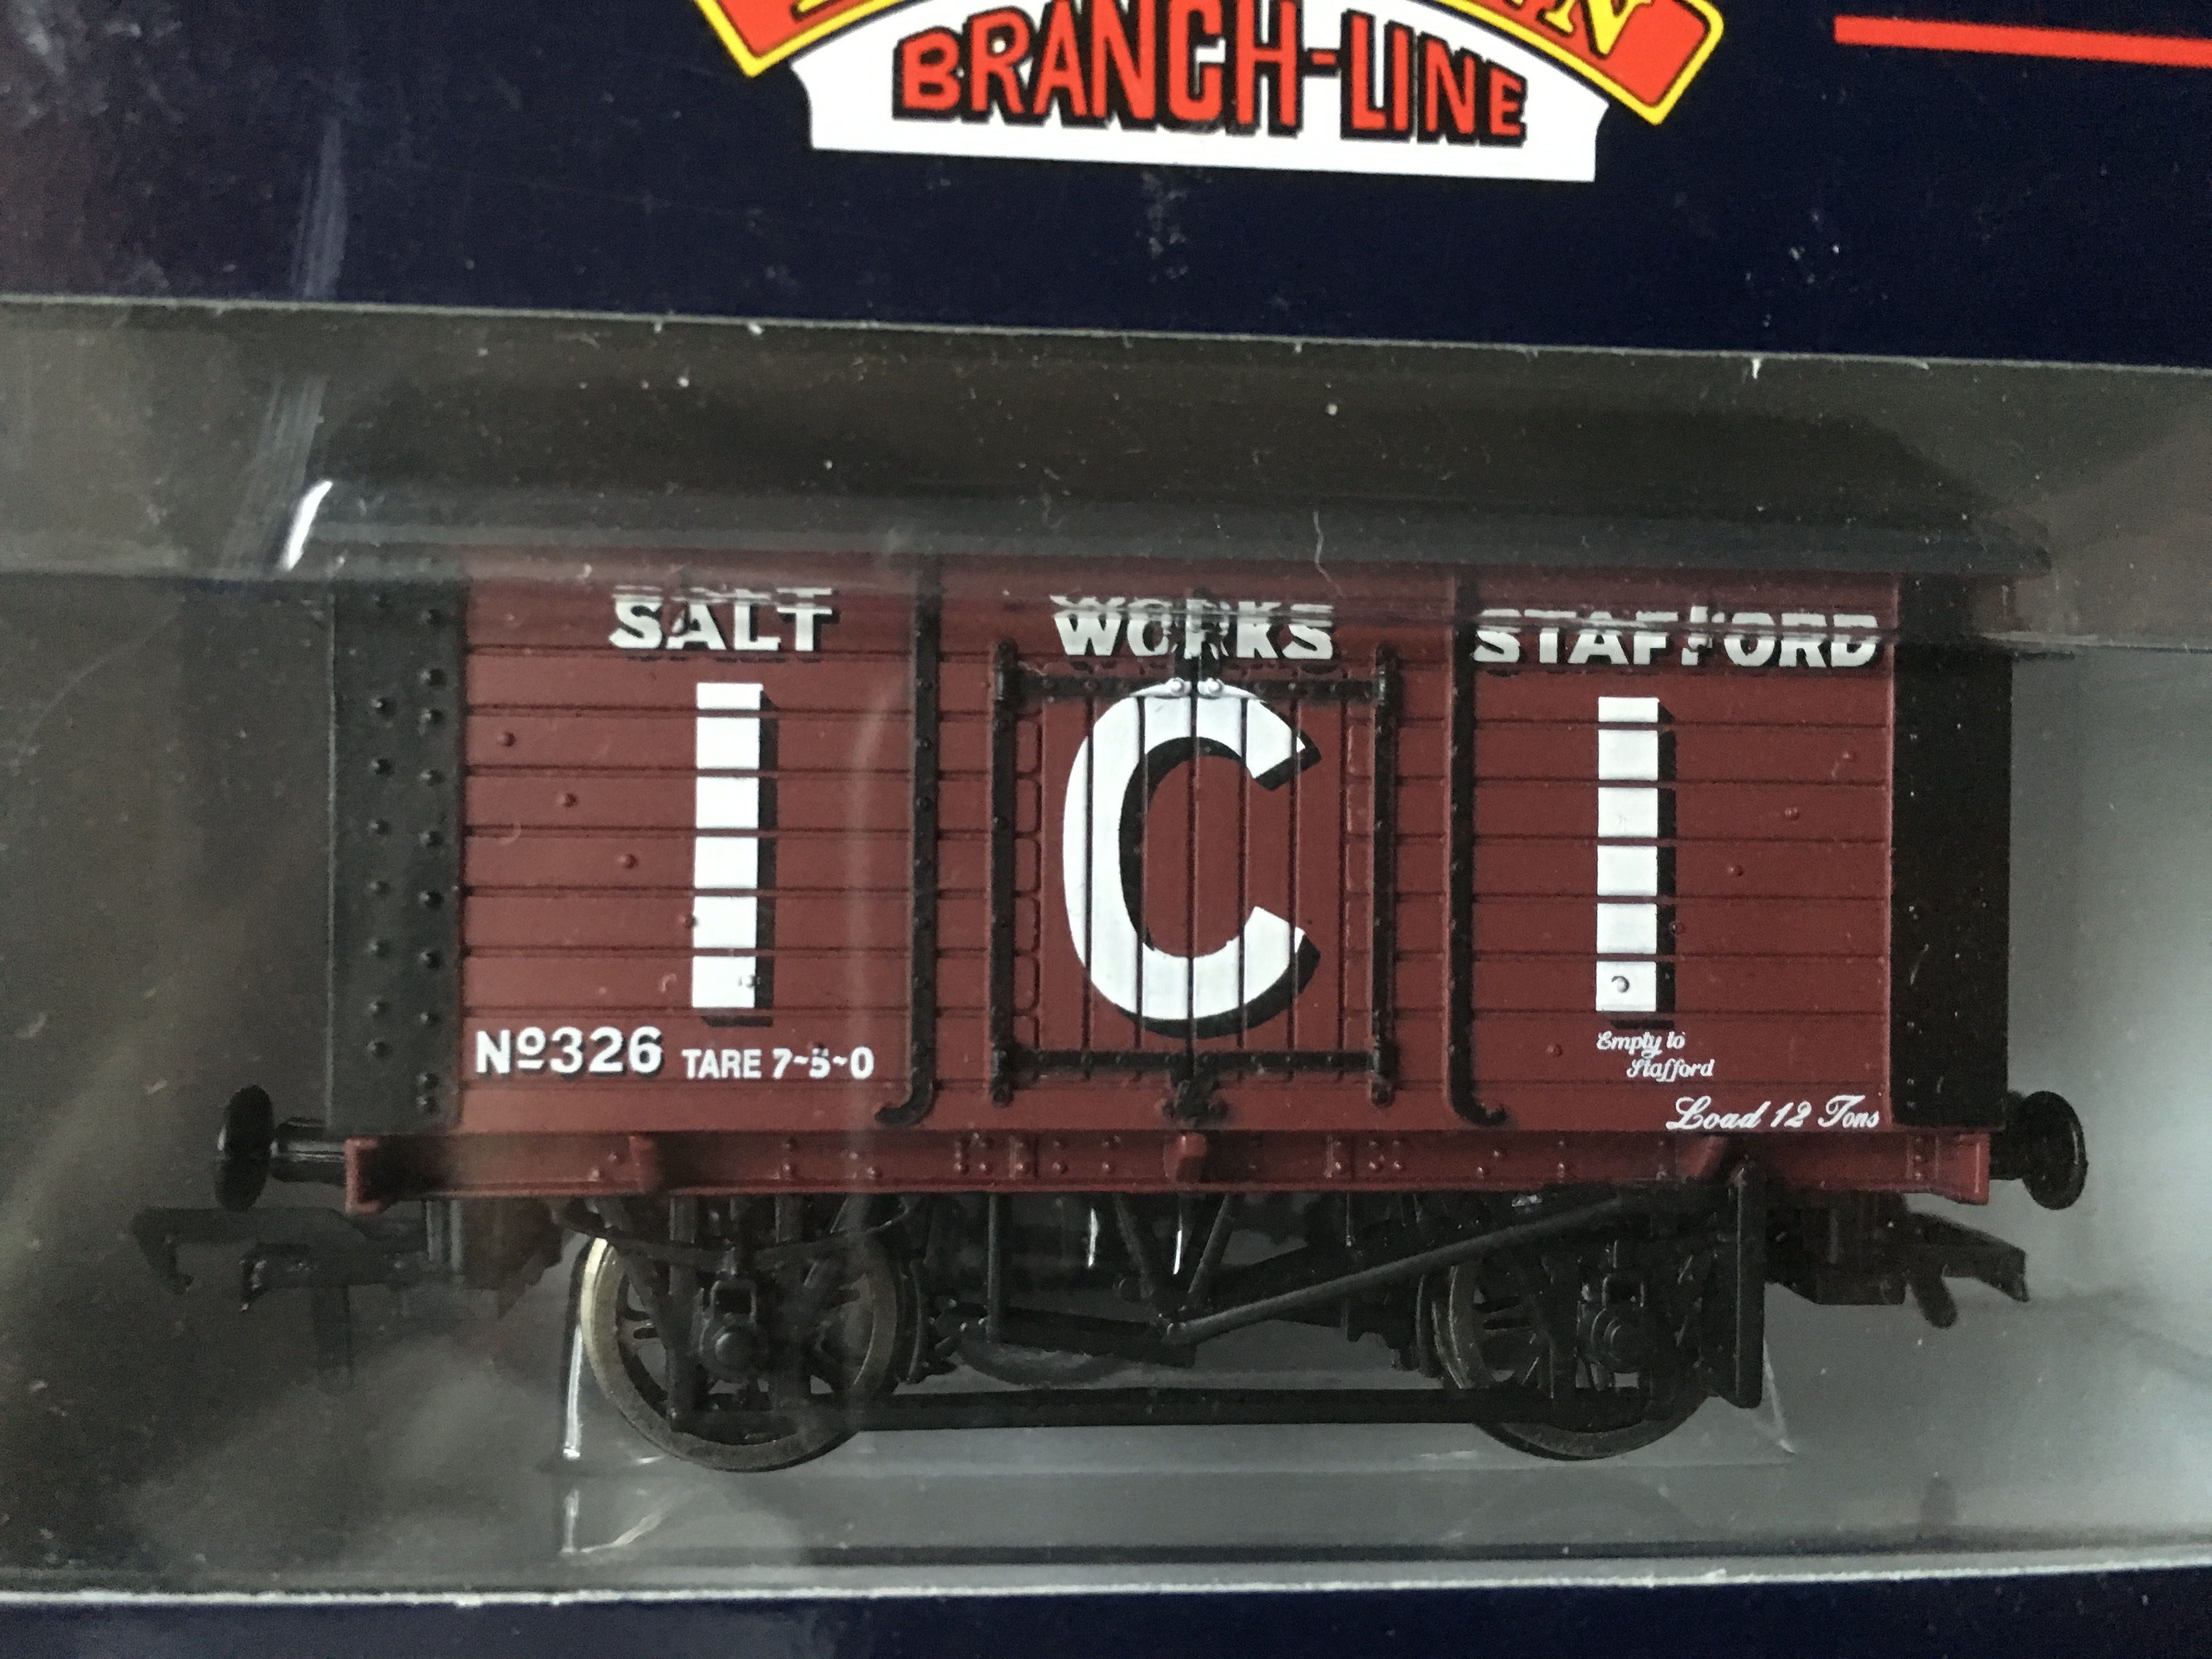 BRANCH-LINE
SALT WORKS STAFFORD
I C I
Nº326 TARE 7~5~0
Empty to
Stafford
Load 12 Tons